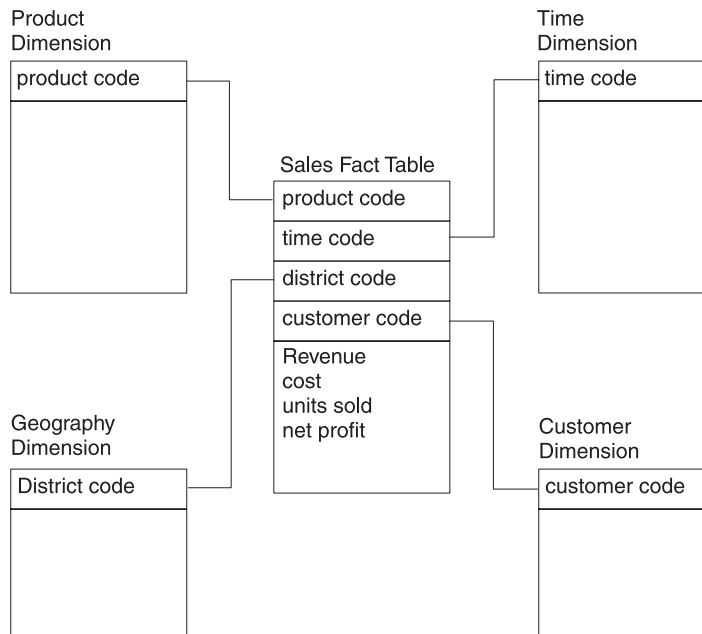 Product
Dimension
product code
Time
Dimension
time code
Sales Fact Table
product code
time code
district code
customer code
Revenue
cost
units sold
net profit
Geography
Dimension
District code
Customer
Dimension
customer code